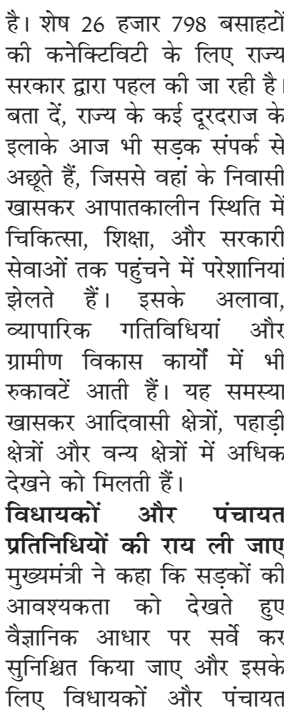 है। शेष 26 हजार 798 बसाहटों
की कनेक्टिविटी के लिए राज्य
सरकार द्वारा पहल की जा रही है।
बता दें, राज्य के कई दूरदराज के
इलाके आज भी सड़क संपर्क से
अछूते हैं, जिससे वहां के निवासी
खासकर आपातकालीन स्थिति में
चिकित्सा, शिक्षा, और सरकारी
सेवाओं तक पहुंचने में परेशानियां
झेलते हैं। इसके अलावा,
व्यापारिक गतिविधियां और
ग्रामीण विकास कार्यों में भी
रुकावटें आती हैं। यह समस्या
खासकर आदिवासी क्षेत्रों, पहाड़ी
क्षेत्रों और वन्य क्षेत्रों में अधिक
देखने को मिलती हैं।
विधायकों और पंचायत
प्रतिनिधियों की राय ली जाए
मुख्यमंत्री ने कहा कि सड़कों की
आवश्यकता को देखते हुए
वैज्ञानिक आधार पर सर्वे कर
सुनिश्चित किया जाए और इसके
लिए विधायकों और पंचायत